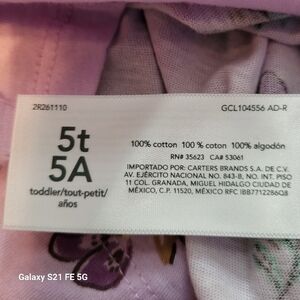 2R261110
GCL104556 AD-R
5t
5A
toddler/tout-petit/
años
100% cotton 100 % coton 100% algodón
RN# 35623 CA# 53061
IMPORTADO POR: CARTERS BRANDS S.A. DE C.V.
AV. EJÉRCITO NACIONAL NO. 843-B, NO. INT. PISO
11 COL. GRANADA, MIGUEL HIDALGO CIUDAD DE
MÉXICO, C.P. 11520, MÉXICO RFC IBB7712286Q8
Galaxy S21 FE 5G